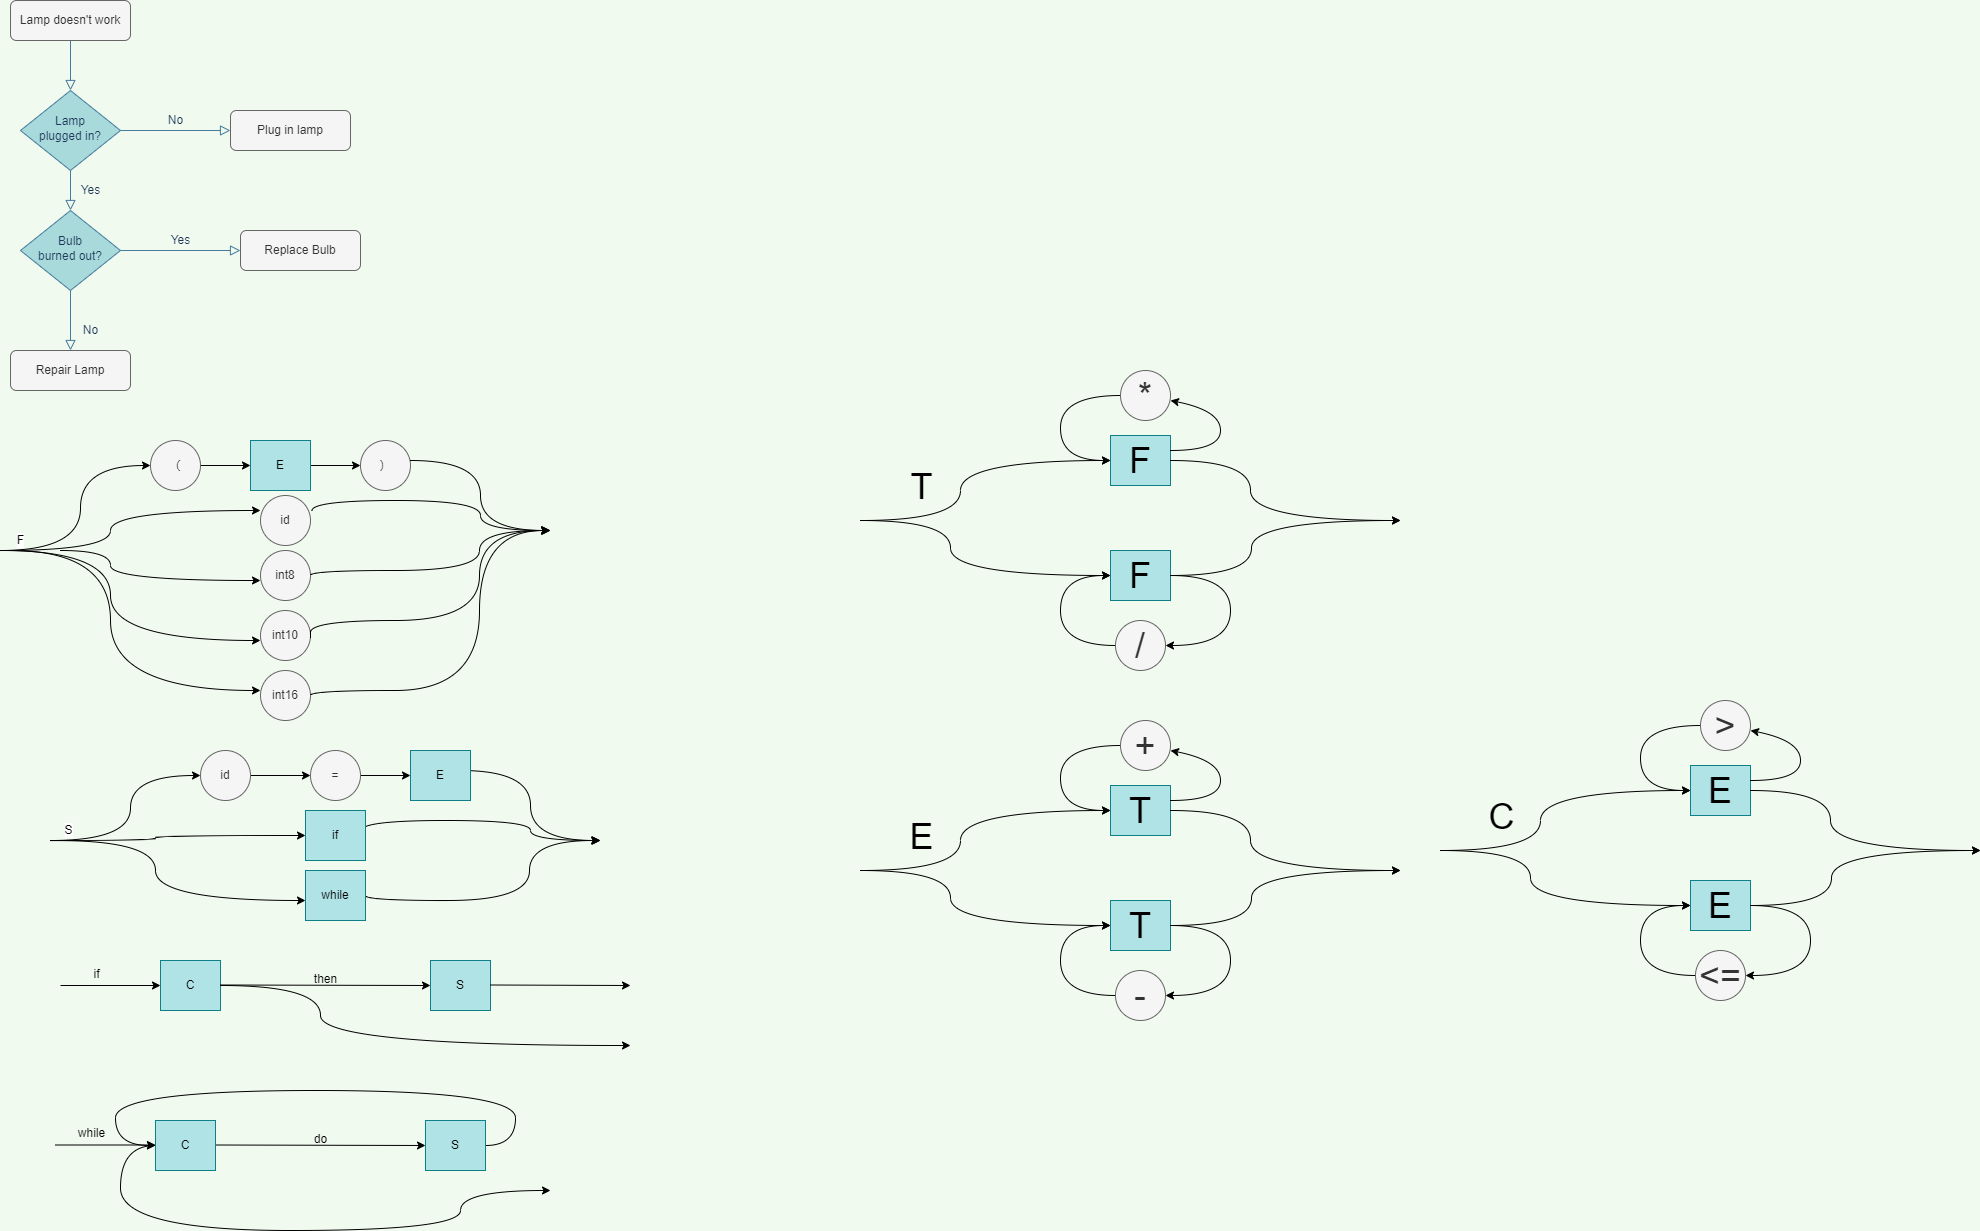 Lamp doesn't work
Lamp
plugged in?
No
Plug in lamp
Yes
Bulb
burned out?
Yes
Replace Bulb
No
Repair Lamp
F
(
E
)
id
int8
int10
int16
S
id
=
E
if
while
if
C
then
S
while
C
do
S
T
*
F
F
/
E
+
T
T
-
C
>
E
E
<=